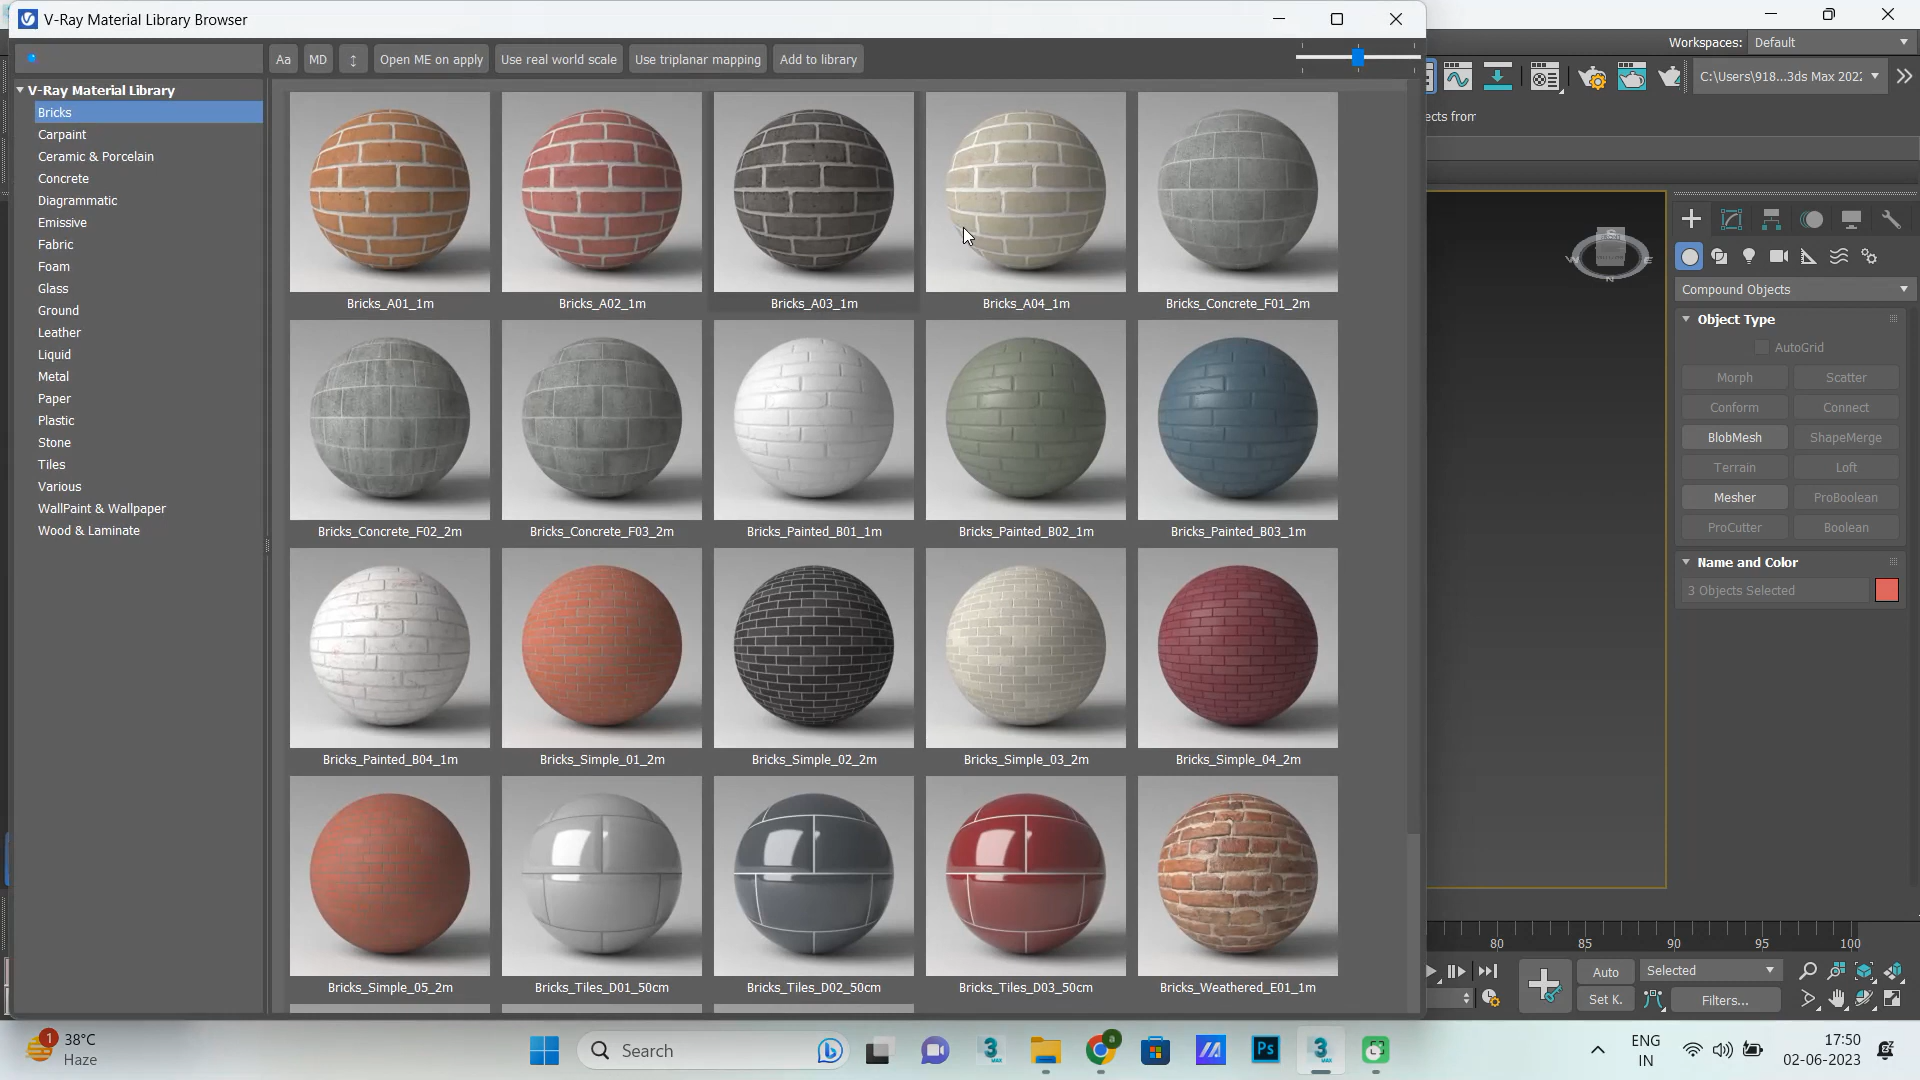 V-Ray Material Library Browser
Workspaces: Default
Aa MD Open ME on apply Use real world scale Use triplanar mapping Add to library
C:\Users\918...3ds Max 202
ects from
V-Ray Material Library
Bricks
Carpaint
Ceramic & Porcelain
Concrete
Diagrammatic
Emissive
Fabric
Foam
Glass
Ground
Leather
Liquid
Metal
Paper
Plastic
Stone
Tiles
Various
WallPaint & Wallpaper
Wood & Laminate
Bricks_A01_1m Bricks_A02_1m Bricks_A03_1m Bricks_A04_1m Bricks_Concrete_F01_2m
Bricks_Concrete_F02_2m Bricks_Concrete_F03_2m Bricks_Painted_B01_1m Bricks_Painted_B02_1m Bricks_Painted_B03_1m
Bricks_Painted_B04_1m Bricks_Simple_01_2m Bricks_Simple_02_2m Bricks_Simple_03_2m Bricks_Simple_04_2m
Bricks_Simple_05_2m Bricks_Tiles_D01_50cm Bricks_Tiles_D02_50cm Bricks_Tiles_D03_50cm Bricks_Weathered_E01_1m
S
W E
N
Compound Objects
Object Type
AutoGrid
Morph Scatter
Conform Connect
BlobMesh ShapeMerge
Terrain Loft
Mesher ProBoolean
ProCutter Boolean
Name and Color
3 Objects Selected
80 85 90 95 100
Auto Selected
Set K. Filters...
1 38°C
Haze
Search
3 MAX
a
Ps
3 MAX
ENG
IN
17:50
02-06-2023